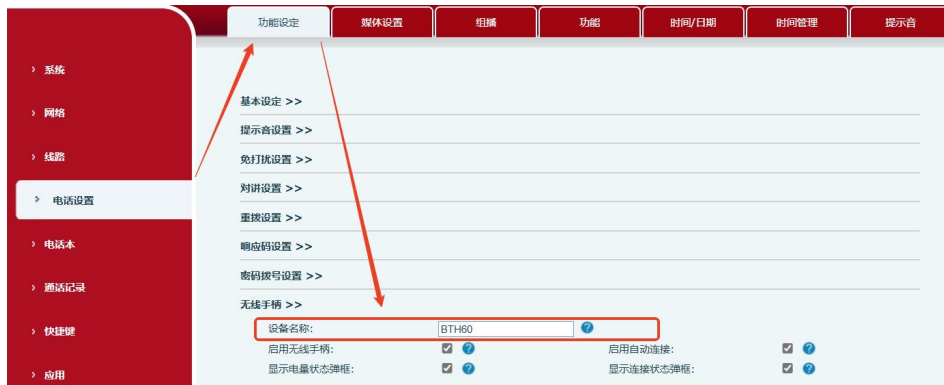 功能设定 媒体设置 组播 功能 时间/日期 时间管理 提示音
› 系统
› 网络
› 线路
› 电话设置
› 电话本
› 通话记录
› 快捷键
› 应用
基本设定 >>
提示音设置 >>
免打扰设置 >>
对讲设置 >>
重拨设置 >>
响应码设置 >>
密码拨号设置 >>
无线手柄 >>
设备名称: BTH60
启用无线手柄: 启用自动连接:
显示电量状态弹框: 显示连接状态弹框: